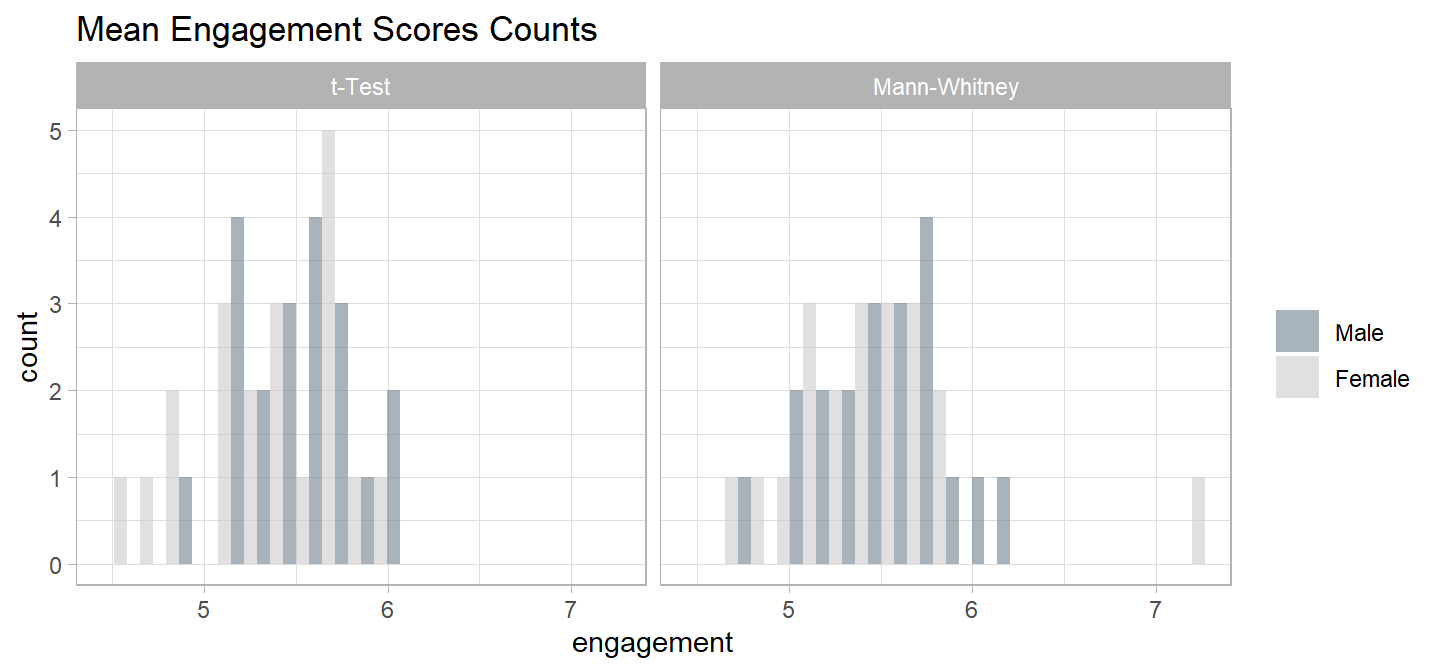 Mean Engagement Scores Counts
t-Test Mann-Whitney
5
4
3
2
1
0
count
Male
Female
5 6 7 5 6 7
engagement